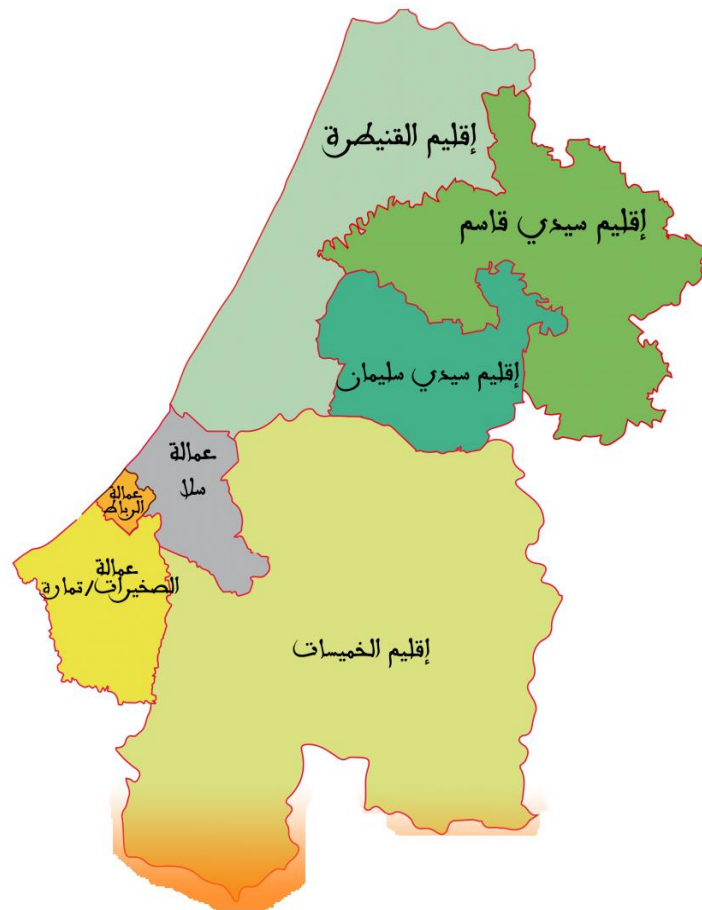 إقليم القنيطرة
إقليم سيدي قاسم
إقليم سيدي سليمان
عمالة
سلا
عمالة
الرباط
عمالة
الصخيرات/تمارة
إقليم الخميسات